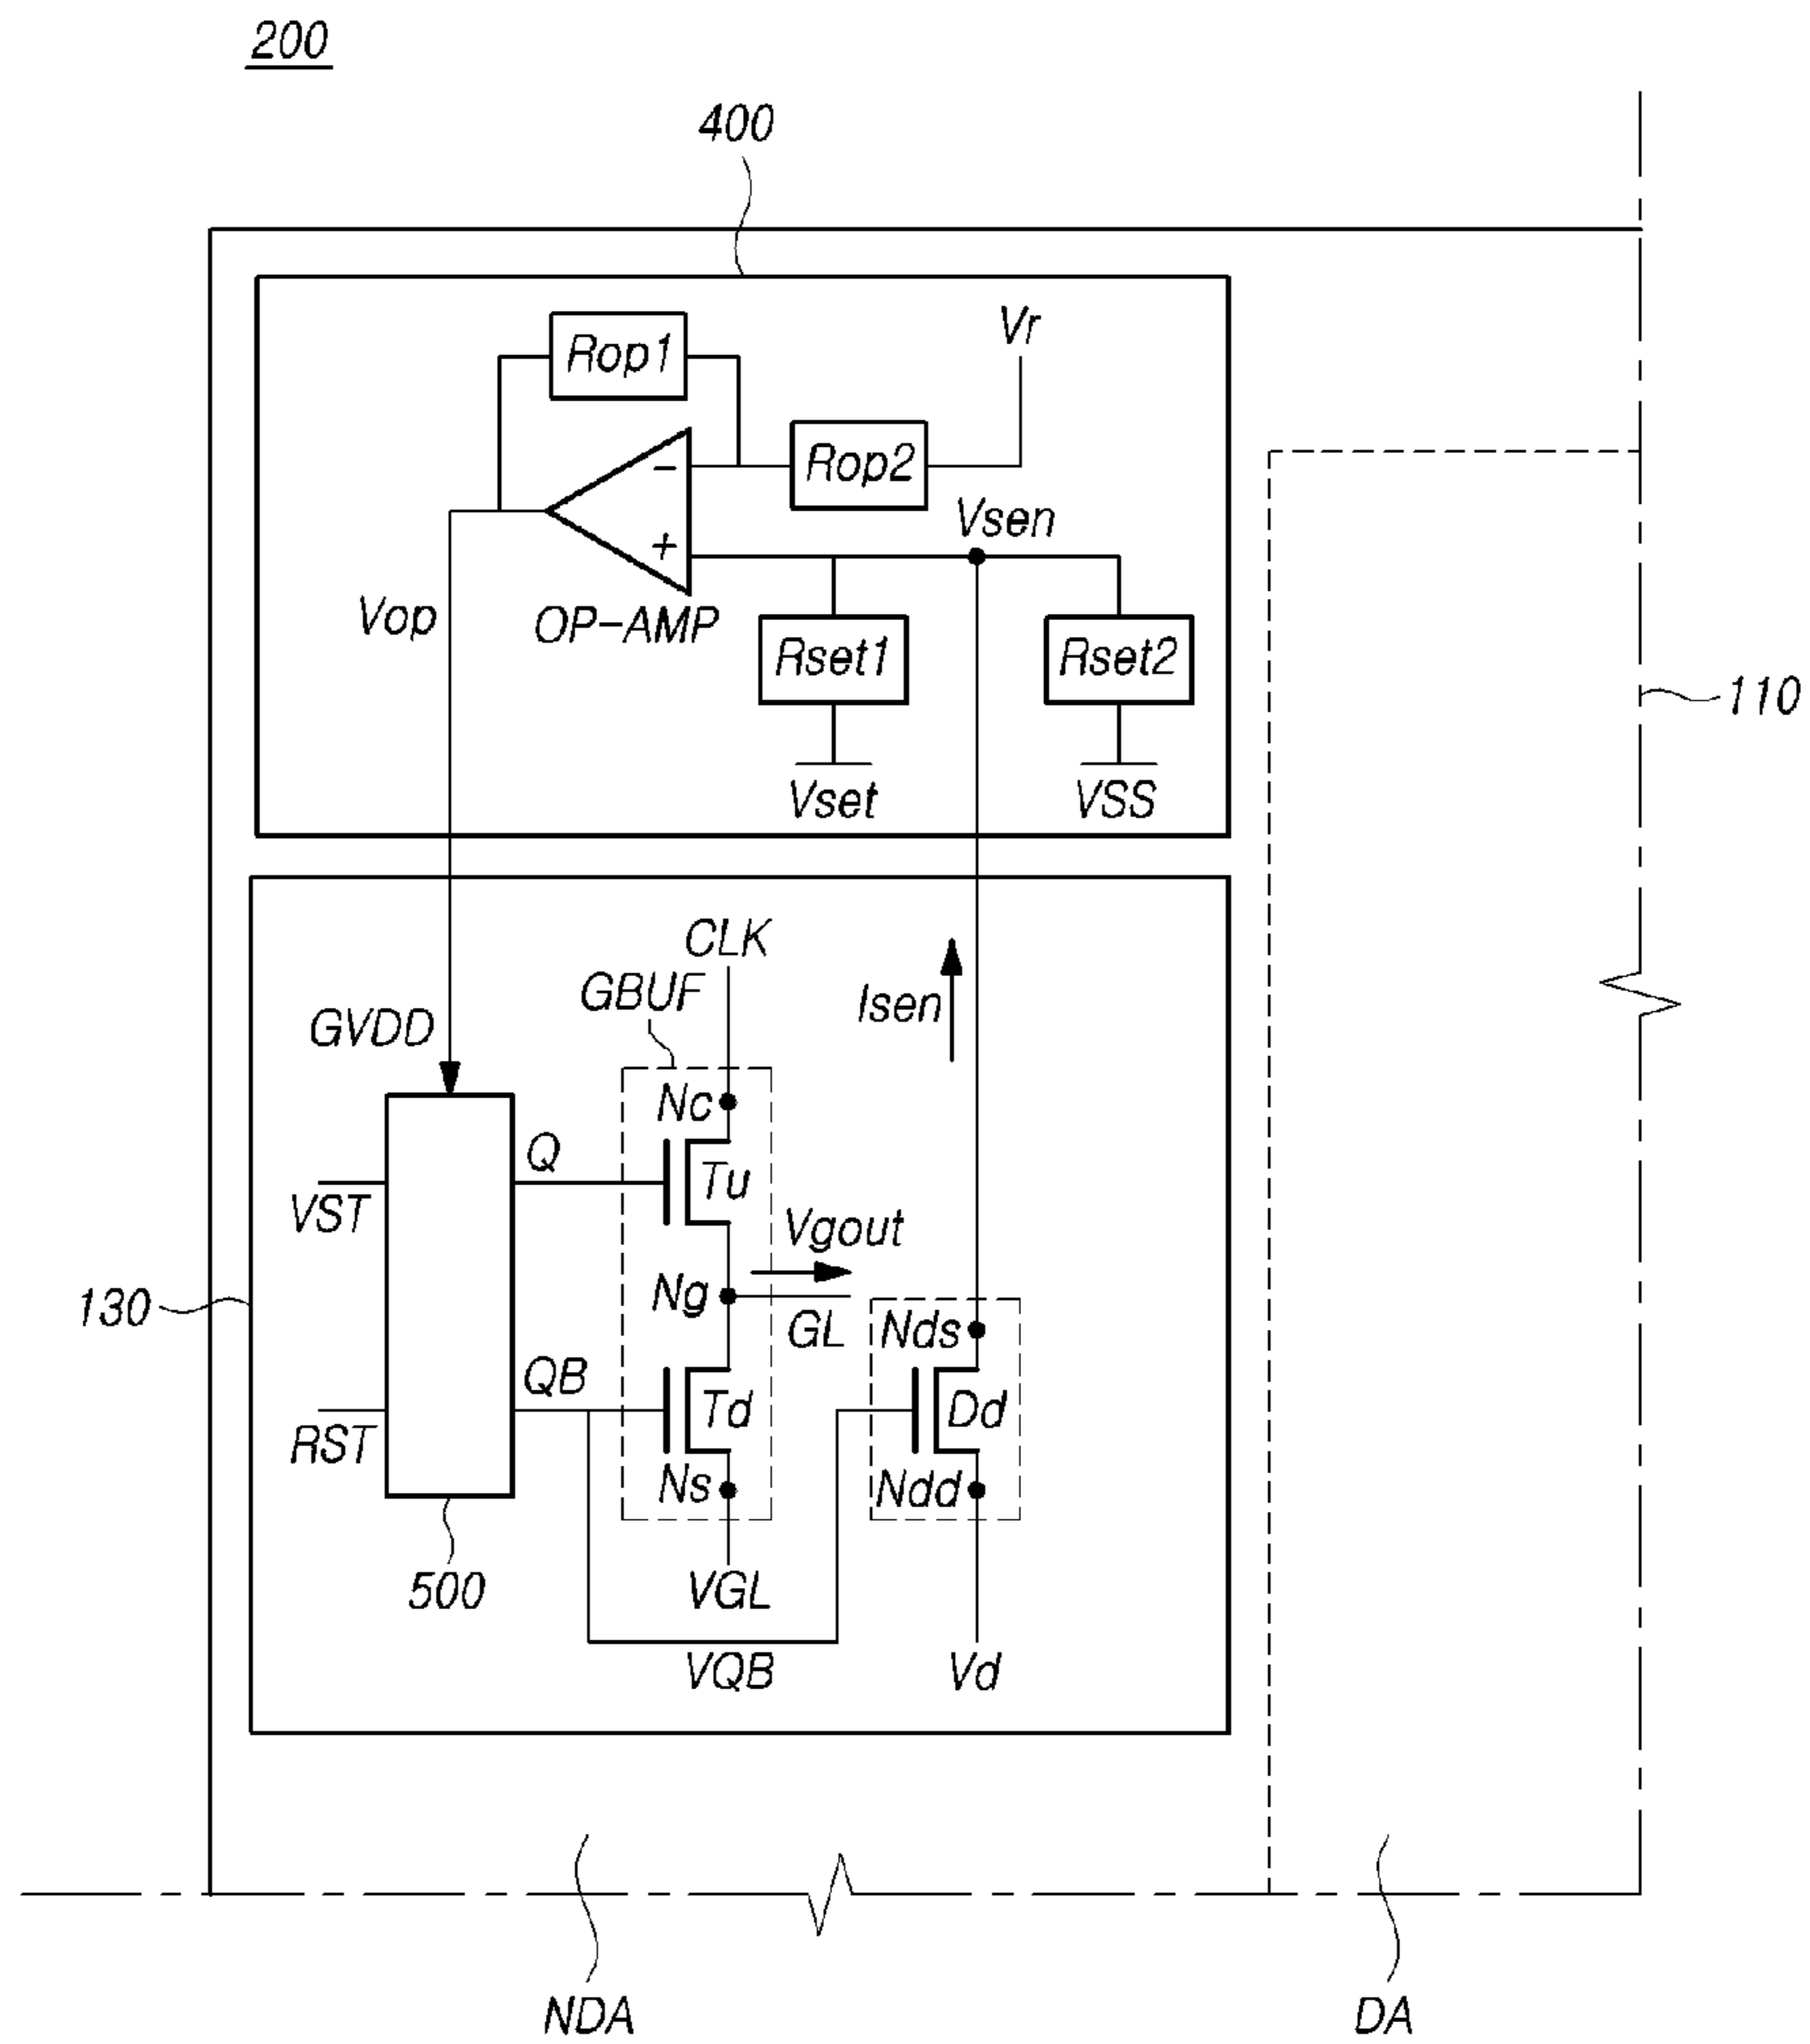 200
400
Rop1
Vr
Rop2
-
Vsen
+
Vop
OP-AMP
Rset1
Rset2
110
Vset
VSS
CLK
GBUF
Isen
GVDD
Nc
Q
Tu
VST
Vgout
130
Ng
GL
Nds
QB
Td
Dd
RST
Ns
Ndd
500
VGL
VQB
Vd
NDA
DA